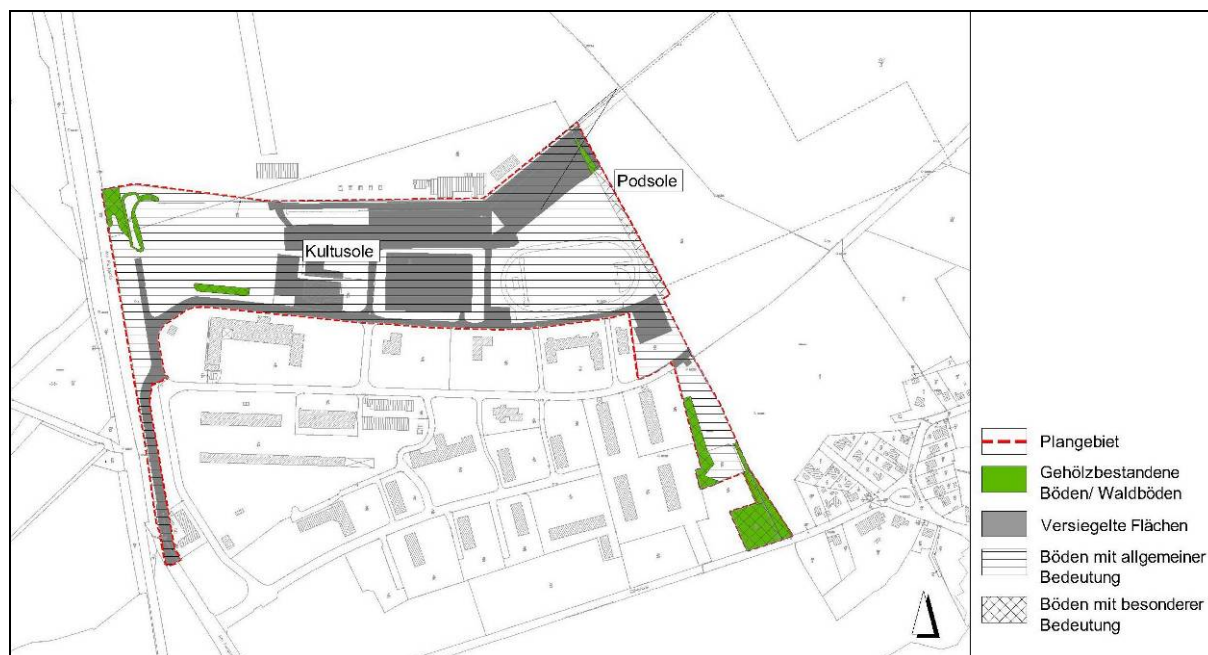 Podsole
Kultusole
Plangebiet
Gehölzbestandene
Böden/ Waldböden
Versiegelte Flächen
Böden mit allgemeiner
Bedeutung
Böden mit besonderer
Bedeutung